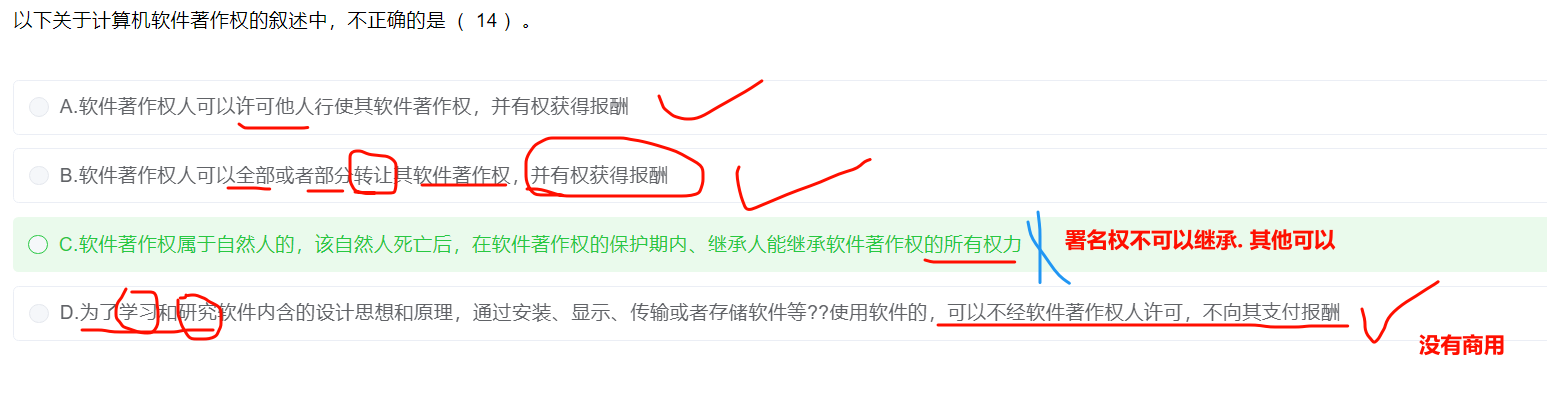 以下关于计算机软件著作权的叙述中，不正确的是（ 14 ）。
A.软件著作权人可以许可他人行使其软件著作权，并有权获得报酬
B.软件著作权人可以全部或者部分转让其软件著作权，并有权获得报酬
C.软件著作权属于自然人的，该自然人死亡后，在软件著作权的保护期内、继承人能继承软件著作权的所有权力
署名权不可以继承. 其他可以
D.为了学习和研究软件内含的设计思想和原理，通过安装、显示、传输或者存储软件等??使用软件的，可以不经软件著作权人许可，不向其支付报酬
没有商用